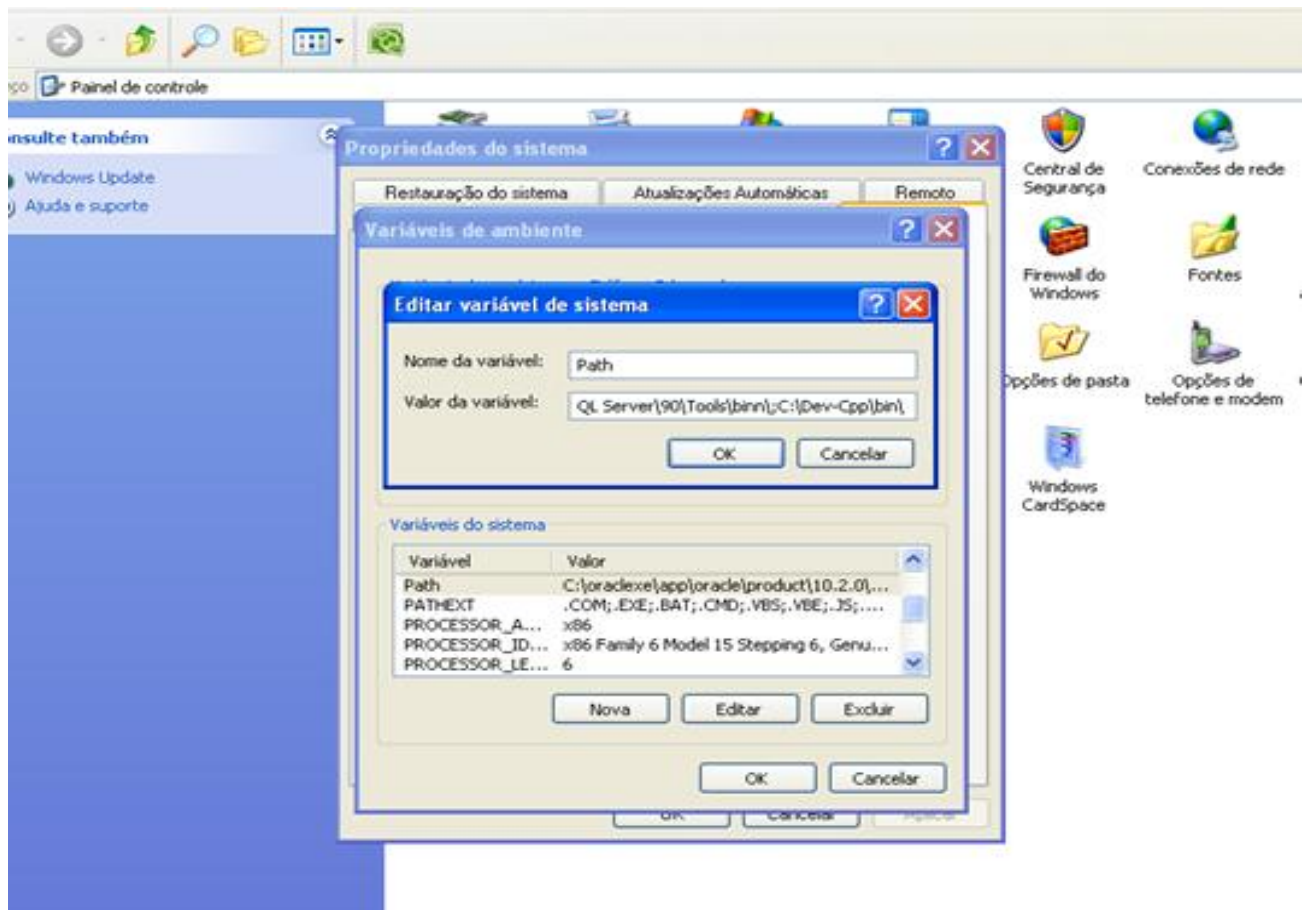 Painel de controle
nsulte também
Windows Update
Ajuda e suporte
Propriedades do sistema
Restauração do sistema
Atualizações Automáticas
Remoto
Variáveis de ambiente
Editar variável de sistema
Nome da variável:
Path
Valor da variável:
QL Server\90\Tools\binn\;C:\Dev-Cpp\bin\
OK
Cancelar
Variáveis do sistema
Variável Valor
Path C:\oraclexe\app\oracle\product\10.2.0\,...
PATHEXT .COM;.EXE;.BAT;.CMD;.VBS;.VBE;.JS;....
PROCESSOR_A... x86
PROCESSOR_ID... x86 Family 6 Model 15 Stepping 6, Genu...
PROCESSOR_LE... 6
Nova
Editar
Excluir
OK
Cancelar
OK
Cancelar
Aplicar
Central de
Segurança
Conexões de rede
Firewall do
Windows
Fontes
Opções de pasta
Opções de
telefone e modem
Windows
CardSpace